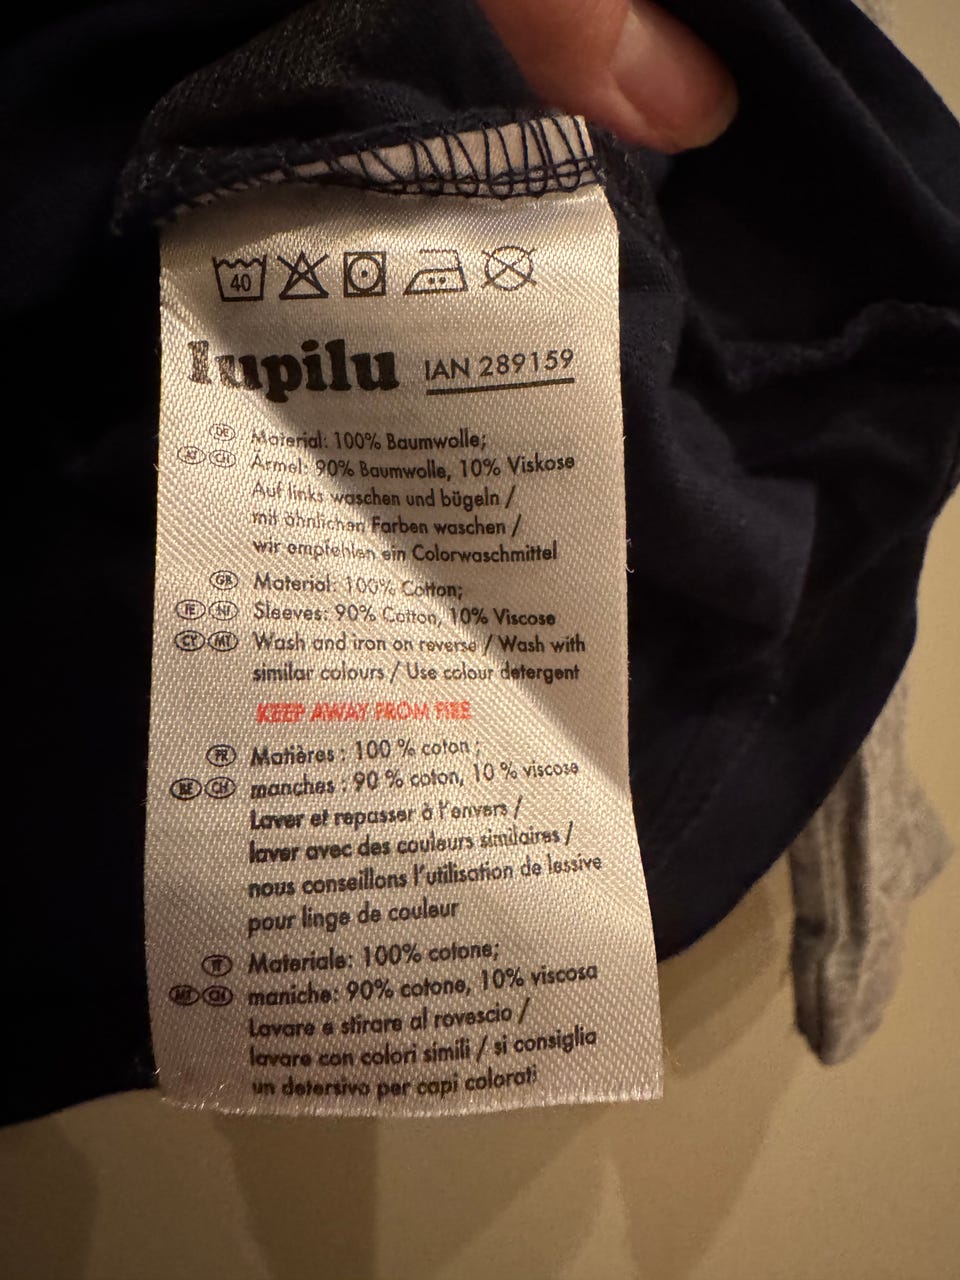 40
lupilu IAN 289159
DE Material: 100% Baumwolle;
AT CH Ärmel: 90% Baumwolle, 10% Viskose
Auf links waschen und bügeln /
mit ähnlichen Farben waschen /
wir empfehlen ein Colorwaschmittel
GB Material: 100% Cotton;
IE NI Sleeves: 90% Cotton, 10% Viscose
CY MT Wash and iron on reverse / Wash with
similar colours / Use colour detergent
KEEP AWAY FROM FIRE
FR Matières : 100 % coton ;
BE CH manches : 90 % coton, 10 % viscose
Laver et repasser à l'envers /
laver avec des couleurs similaires /
nous conseillons l'utilisation de lessive
pour linge de couleur
IT Materiale: 100% cotone;
MT CH maniche: 90% cotone, 10% viscosa
Lavare e stirare al rovescio /
lavare con colori simili / si consiglia
un detersivo per capi colorati